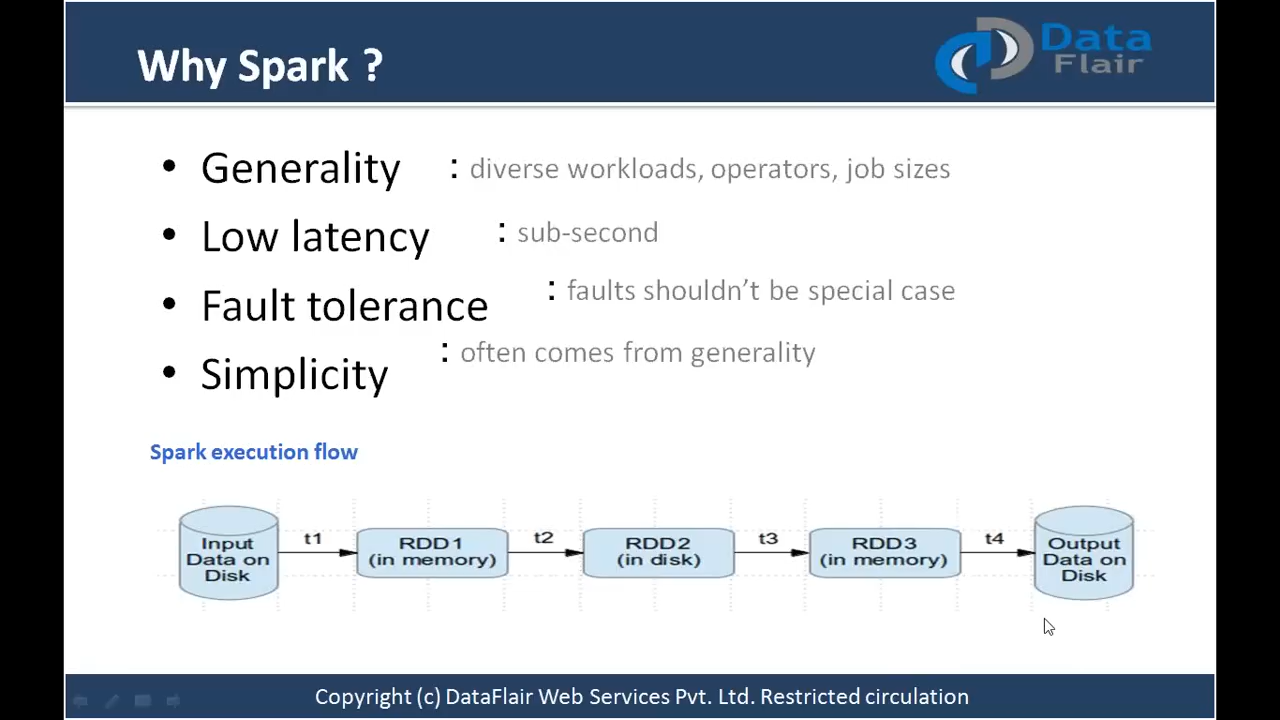 Why Spark ?
Data
Flair
• Generality : diverse workloads, operators, job sizes
• Low latency : sub-second
• Fault tolerance : faults shouldn’t be special case
• Simplicity : often comes from generality
Spark execution flow
Input
Data on
Disk
t1
RDD1
(in memory)
t2
RDD2
(in disk)
t3
RDD3
(in memory)
t4
Output
Data on
Disk
Copyright (c) DataFlair Web Services Pvt. Ltd. Restricted circulation